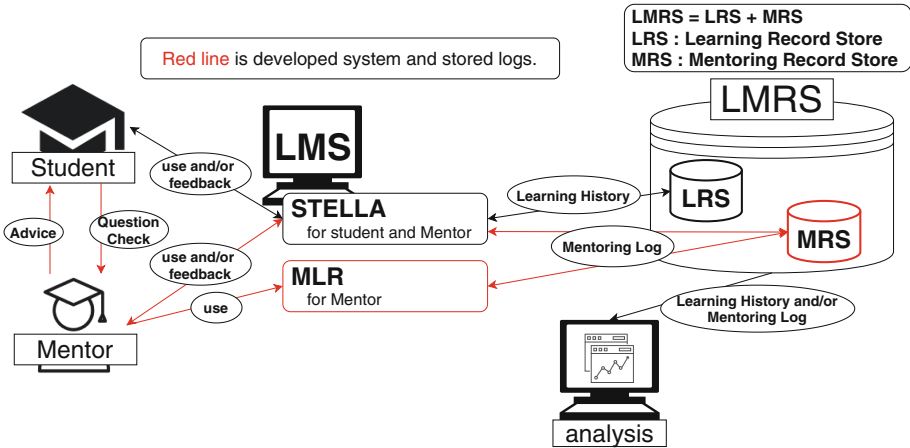 LMRS = LRS + MRS
LRS : Learning Record Store
MRS : Mentoring Record Store
Red line is developed system and stored logs.
LMRS
LMS
Student
use and/or
feedback
STELLA
for student and Mentor
Learning History
LRS
Advice
Question
Check
MRS
use and/or
feedback
Mentoring Log
MLR
for Mentor
use
Learning History and/or
Mentoring Log
Mentor
analysis